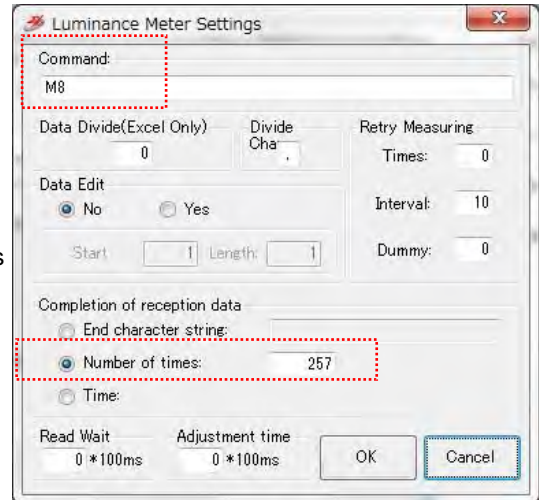 Luminance Meter Settings
Command:
M8
Data Divide(Excel Only)
0
Divide
Cha
.
Retry Measuring
Times: 0
Interval: 10
Dummy: 0
Data Edit
No Yes
Start 1 Length: 1
s
Completion of reception data
End character string:
Number of times: 257
Time:
Read Wait
0 *100ms
Adjustment time
0 *100ms
OK Cancel